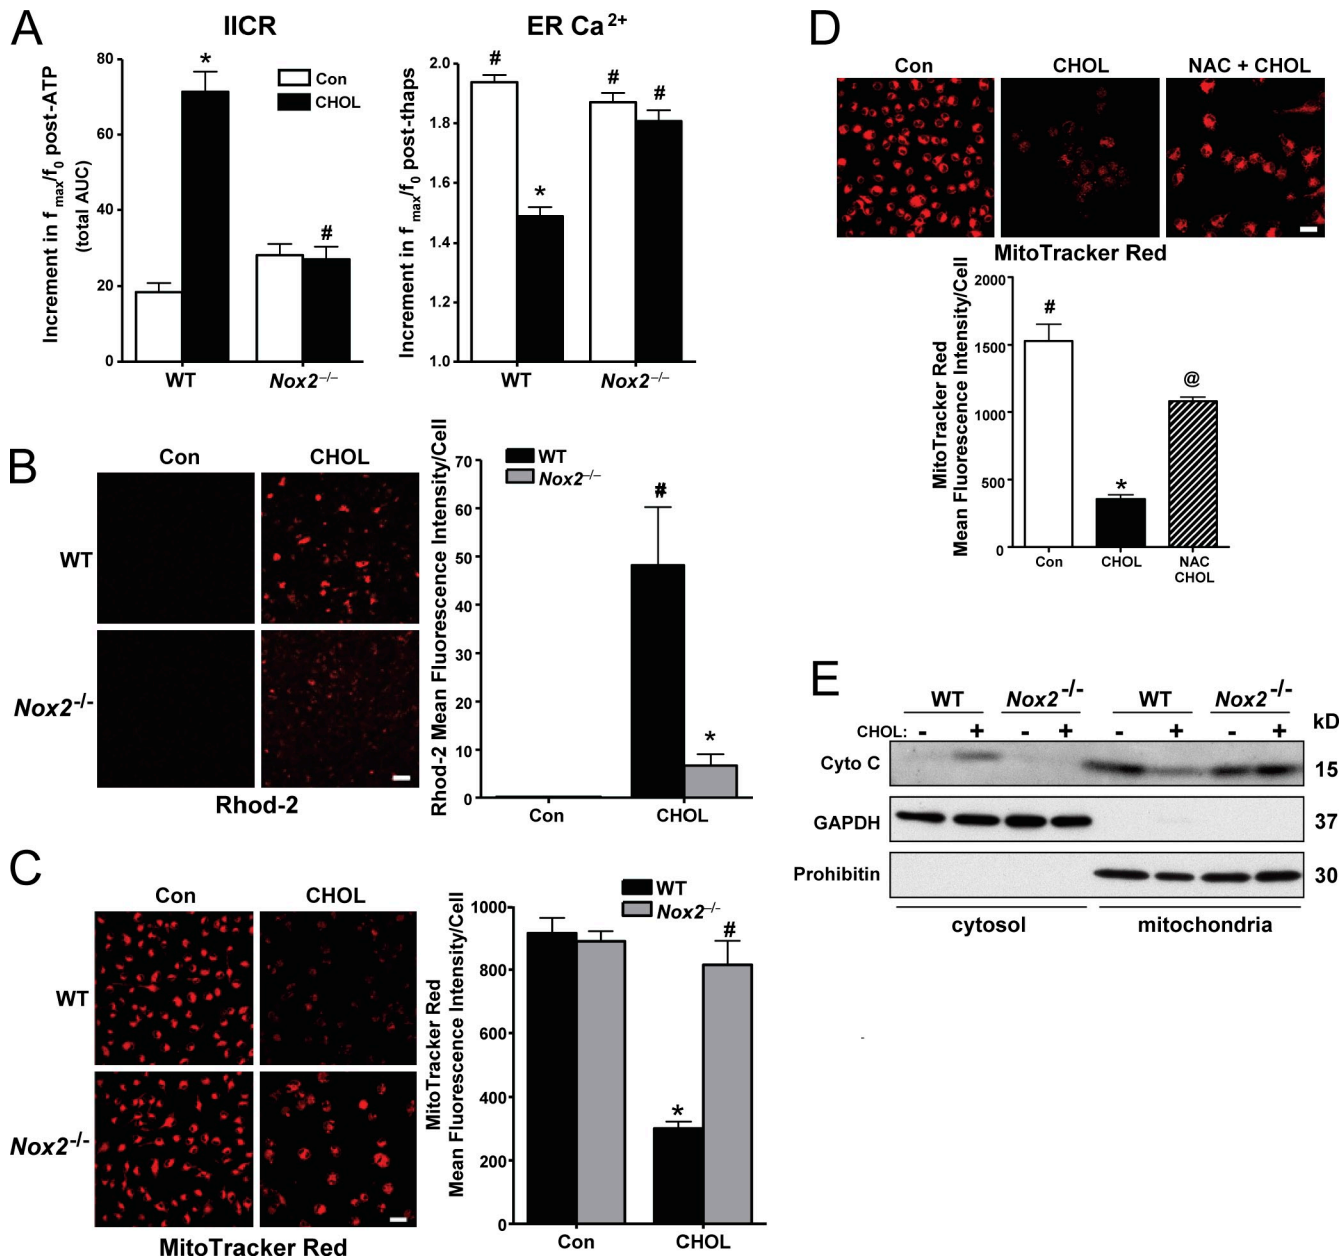 A
IICR
Increment in f max/f0 post-ATP
(total AUC)
80
60
40
20
0
*
#
Con
CHOL
WT
Nox2–/–
ER Ca2+
Increment in f max/f0 post-thaps
2.0
1.8
1.6
1.4
1.2
1.0
#
*
#
#
WT
Nox2–/–
B
Con
CHOL
WT
Nox2-/-
Rhod-2
Rhod-2 Mean Fluorescence Intensity/Cell
70
60
50
40
30
20
10
0
WT
Nox2–/–
#
*
Con
CHOL
C
Con
CHOL
WT
Nox2-/-
MitoTracker Red
MitoTracker Red
Mean Fluorescence Intensity/Cell
1000
800
600
400
200
0
WT
Nox2–/–
*
#
Con
CHOL
D
Con
CHOL
NAC + CHOL
MitoTracker Red
MitoTracker Red
Mean Fluorescence Intensity/Cell
2000
1500
1000
500
0
#
*
@
Con
CHOL
NAC
CHOL
E
WT
Nox2-/-
WT
Nox2-/-
kD
CHOL: - + - + - + - +
Cyto C
15
GAPDH
37
Prohibitin
30
cytosol
mitochondria